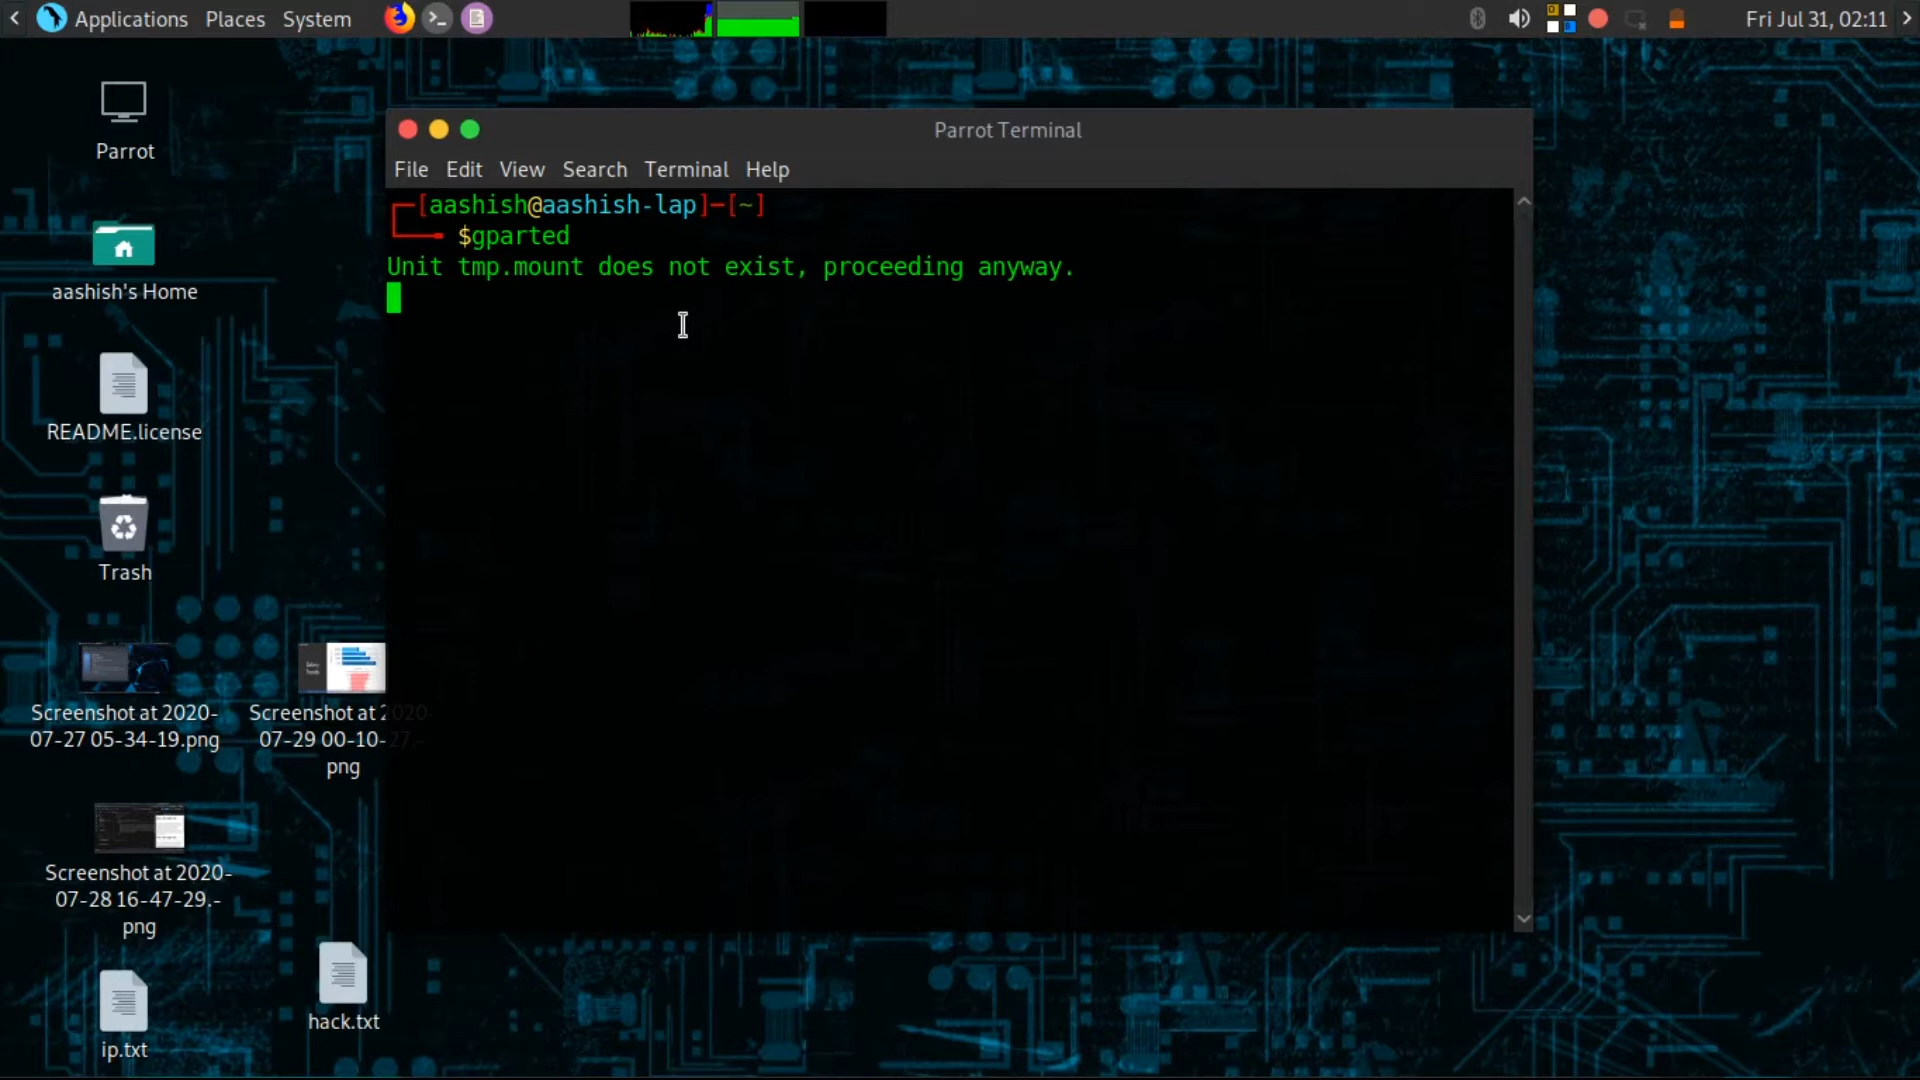 Applications Places System
Fri Jul 31, 02:11
Parrot
aashish's Home
README.license
Trash
Screenshot at 2020-
07-27 05-34-19.png
Screenshot at 2020-
07-29 00-10-27.-
png
Screenshot at 2020-
07-28 16-47-29.-
png
ip.txt
hack.txt
Parrot Terminal
File Edit View Search Terminal Help
┌─[aashish@aashish-lap]─[~]
└──╼ $gparted
Unit tmp.mount does not exist, proceeding anyway.